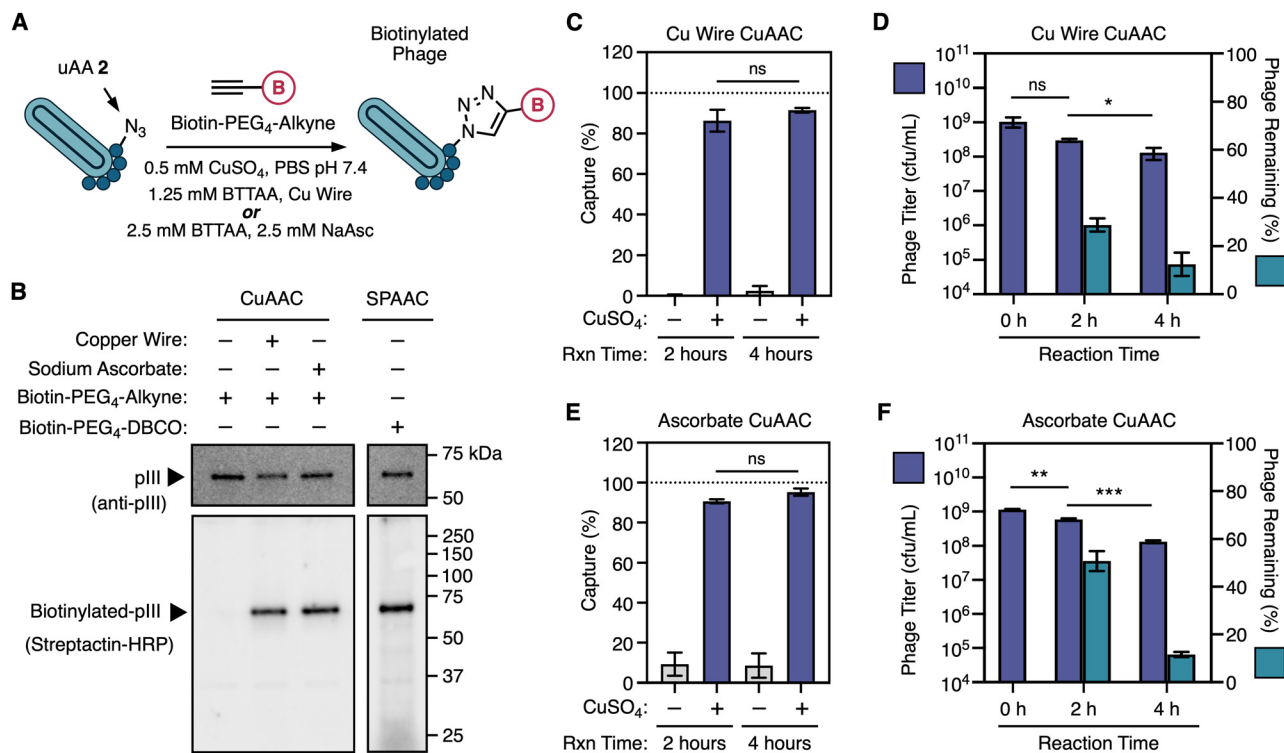 A
uAA 2
N3
B
Biotin-PEG4-Alkyne
0.5 mM CuSO4, PBS pH 7.4
1.25 mM BTTAA, Cu Wire
or
2.5 mM BTTAA, 2.5 mM NaAsc
Biotinylated
Phage
N
N
N
B
B
CuAAC SPAAC
Copper Wire: – + – –
Sodium Ascorbate: – – + –
Biotin-PEG4-Alkyne: + + + –
Biotin-PEG4-DBCO: – – – +
pIII
(anti-pIII)
75 kDa
50
Biotinylated-pIII
(Streptactin-HRP)
250
150
100
75
50
37
25
C
Cu Wire CuAAC
Capture (%)
120
100
80
60
40
20
0
ns
CuSO4: – + – +
Rxn Time: 2 hours 4 hours
D
Cu Wire CuAAC
Phage Titer (cfu/mL)
10^11
10^10
10^9
10^8
10^7
10^6
10^5
10^4
ns
*
100
80
60
40
20
0
Phage Remaining (%)
0 h 2 h 4 h
Reaction Time
E
Ascorbate CuAAC
Capture (%)
120
100
80
60
40
20
0
ns
CuSO4: – + – +
Rxn Time: 2 hours 4 hours
F
Ascorbate CuAAC
Phage Titer (cfu/mL)
10^11
10^10
10^9
10^8
10^7
10^6
10^5
10^4
**
***
100
80
60
40
20
0
Phage Remaining (%)
0 h 2 h 4 h
Reaction Time